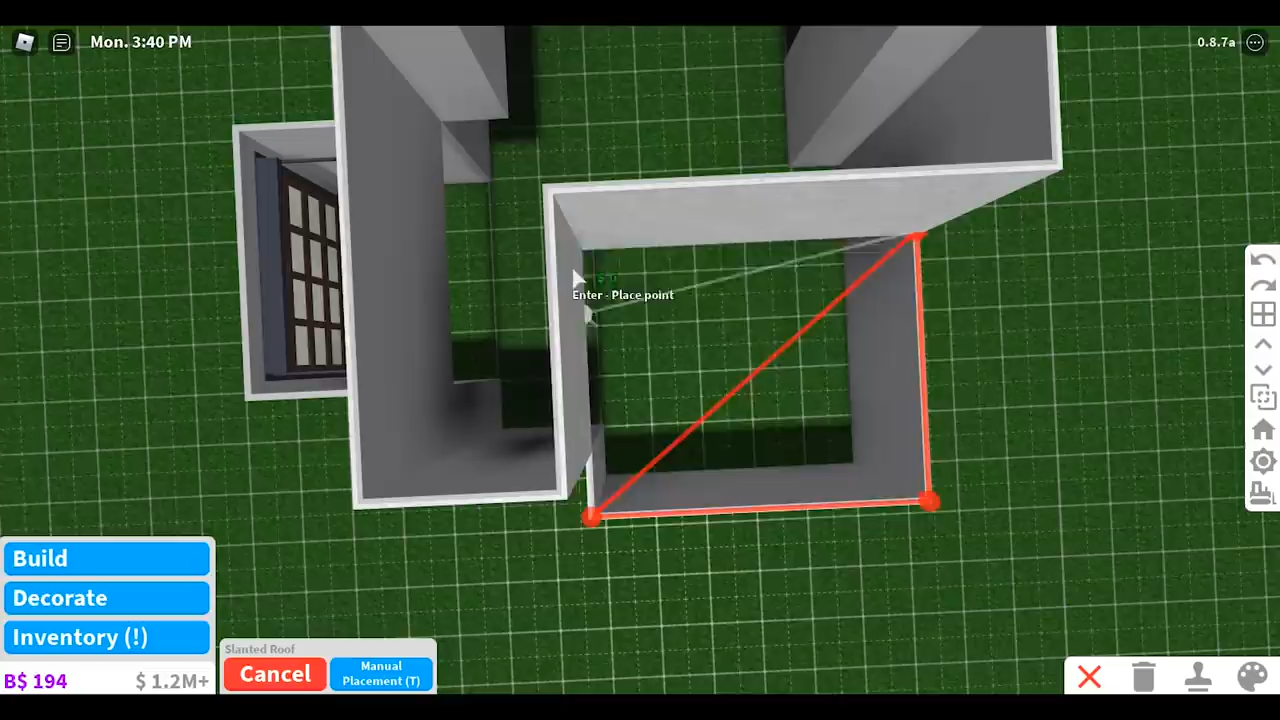 Mon. 3:40 PM
0.8.7a
Enter - Place point
Build
Decorate
Inventory (!)
B$ 194
$ 1.2M+
Slanted Roof
Cancel
Manual
Placement (T)